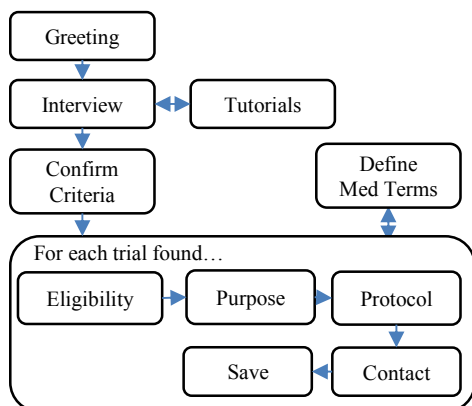 Greeting
Interview
Tutorials
Confirm
Criteria
Define
Med Terms
For each trial found…
Eligibility
Purpose
Protocol
Save
Contact